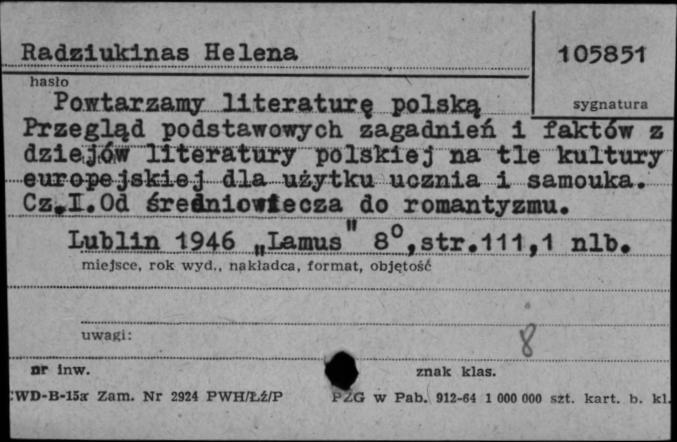 Radziukinas Helena
105851
hasło
sygnatura
Powtarzamy literaturę polską
Przegląd podstawowych zagadnień i faktów z
dziejów literatury polskiej na tle kultury
europejskiej dla użytku ucznia i samouka.
Cz.I.Od średniowiecza do romantyzmu.
Lublin 1946 „Lamus" 8°,str.111,1 nlb.
miejsce, rok wyd., nakładca, format, objętość
uwagi:
8
nr inw.
znak klas.
WD-B-15a Zam. Nr 2924 PWH/Łź/P
PZG w Pab. 912-64 1 000 000 szt. kart. b. kl.